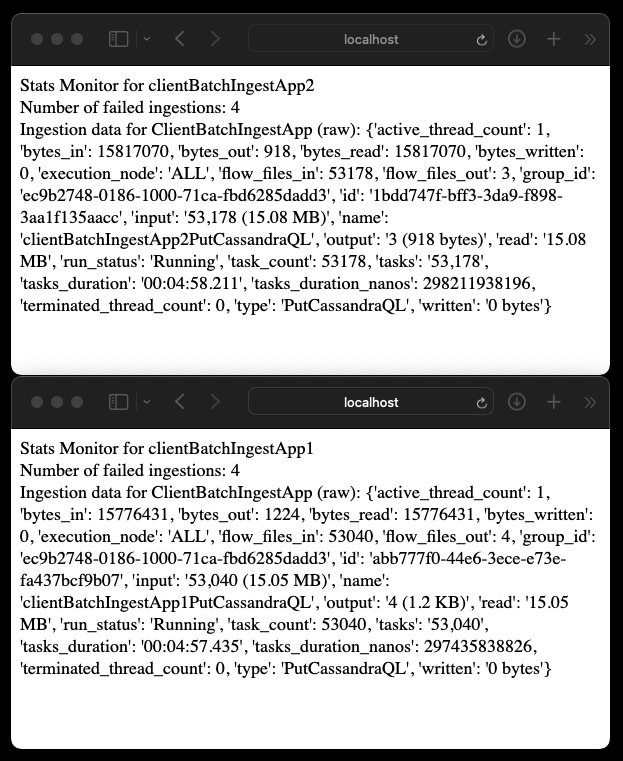 localhost
Stats Monitor for clientBatchIngestApp2
Number of failed ingestions: 4
Ingestion data for ClientBatchIngestApp (raw): {'active_thread_count': 1,
'bytes_in': 15817070, 'bytes_out': 918, 'bytes_read': 15817070, 'bytes_written':
0, 'execution_node': 'ALL', 'flow_files_in': 53178, 'flow_files_out': 3, 'group_id':
'ec9b2748-0186-1000-71ca-fbd6285dadd3', 'id': '1bdd747f-bff3-3da9-f898-
3aa1f135aacc', 'input': '53,178 (15.08 MB)', 'name':
'clientBatchIngestApp2PutCassandraQL', 'output': '3 (918 bytes)', 'read': '15.08
MB', 'run_status': 'Running', 'task_count': 53178, 'tasks': '53,178',
'tasks_duration': '00:04:58.211', 'tasks_duration_nanos': 298211938196,
'terminated_thread_count': 0, 'type': 'PutCassandraQL', 'written': '0 bytes'}
localhost
Stats Monitor for clientBatchIngestApp1
Number of failed ingestions: 4
Ingestion data for ClientBatchIngestApp (raw): {'active_thread_count': 1,
'bytes_in': 15776431, 'bytes_out': 1224, 'bytes_read': 15776431, 'bytes_written':
0, 'execution_node': 'ALL', 'flow_files_in': 53040, 'flow_files_out': 4, 'group_id':
'ec9b2748-0186-1000-71ca-fbd6285dadd3', 'id': 'abb777f0-44e6-3ece-e73e-
fa437bcf9b07', 'input': '53,040 (15.05 MB)', 'name':
'clientBatchIngestApp1PutCassandraQL', 'output': '4 (1.2 KB)', 'read': '15.05
MB', 'run_status': 'Running', 'task_count': 53040, 'tasks': '53,040',
'tasks_duration': '00:04:57.435', 'tasks_duration_nanos': 297435838826,
'terminated_thread_count': 0, 'type': 'PutCassandraQL', 'written': '0 bytes'}